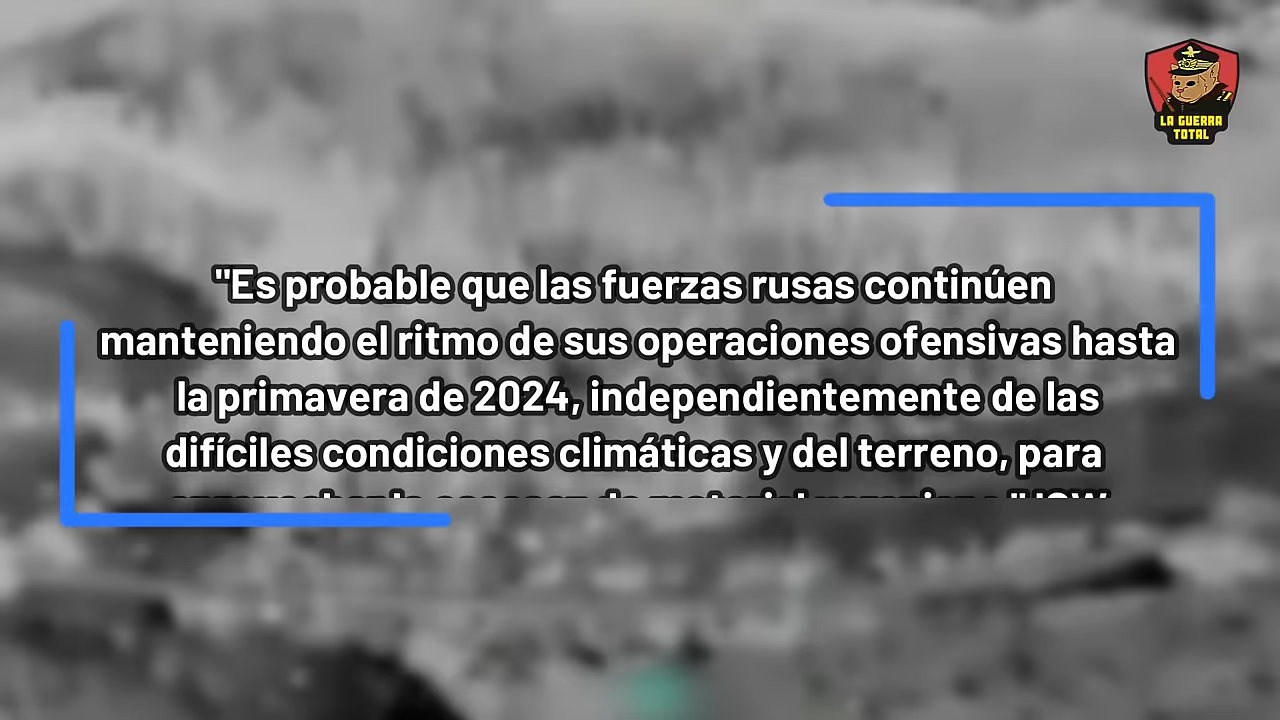 LA GUERRA
TOTAL
"Es probable que las fuerzas rusas continúen
manteniendo el ritmo de sus operaciones ofensivas hasta
la primavera de 2024, independientemente de las
difíciles condiciones climáticas y del terreno, para